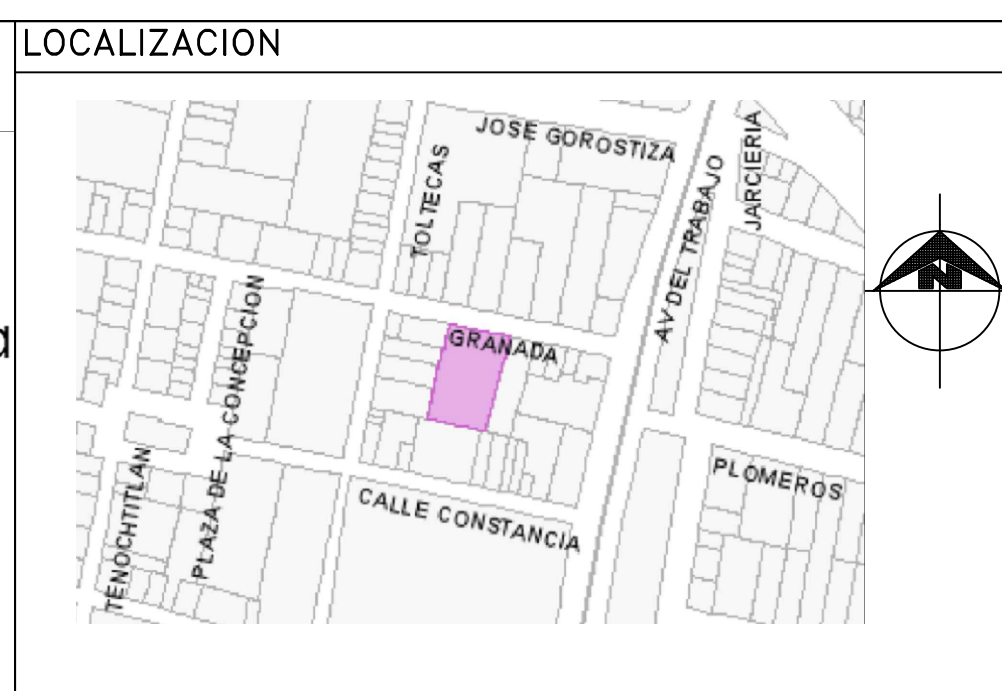 LOCALIZACION
JOSE GOROSTIZA
TOLTECAS
JARCIERIA
AV DEL TRABAJO
N
PLAZA DE LA CONCEPCION
GRANADA
TENOCHTITLAN
PLOMEROS
CALLE CONSTANCIA
a